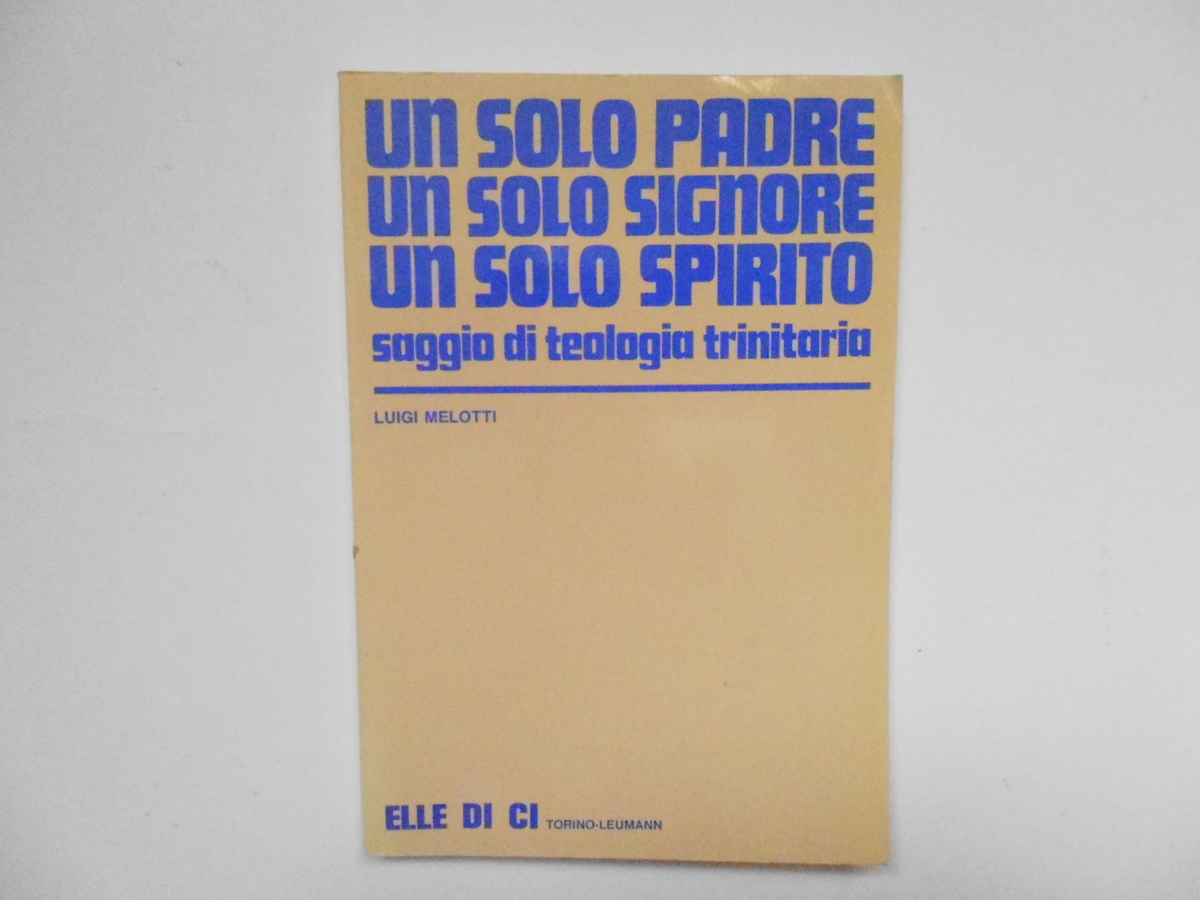 UN SOLO PADRE
UN SOLO SIGNORE
UN SOLO SPIRITO
saggio di teologia trinitaria
LUIGI MELOTTI
ELLE DI CI TORINO-LEUMANN